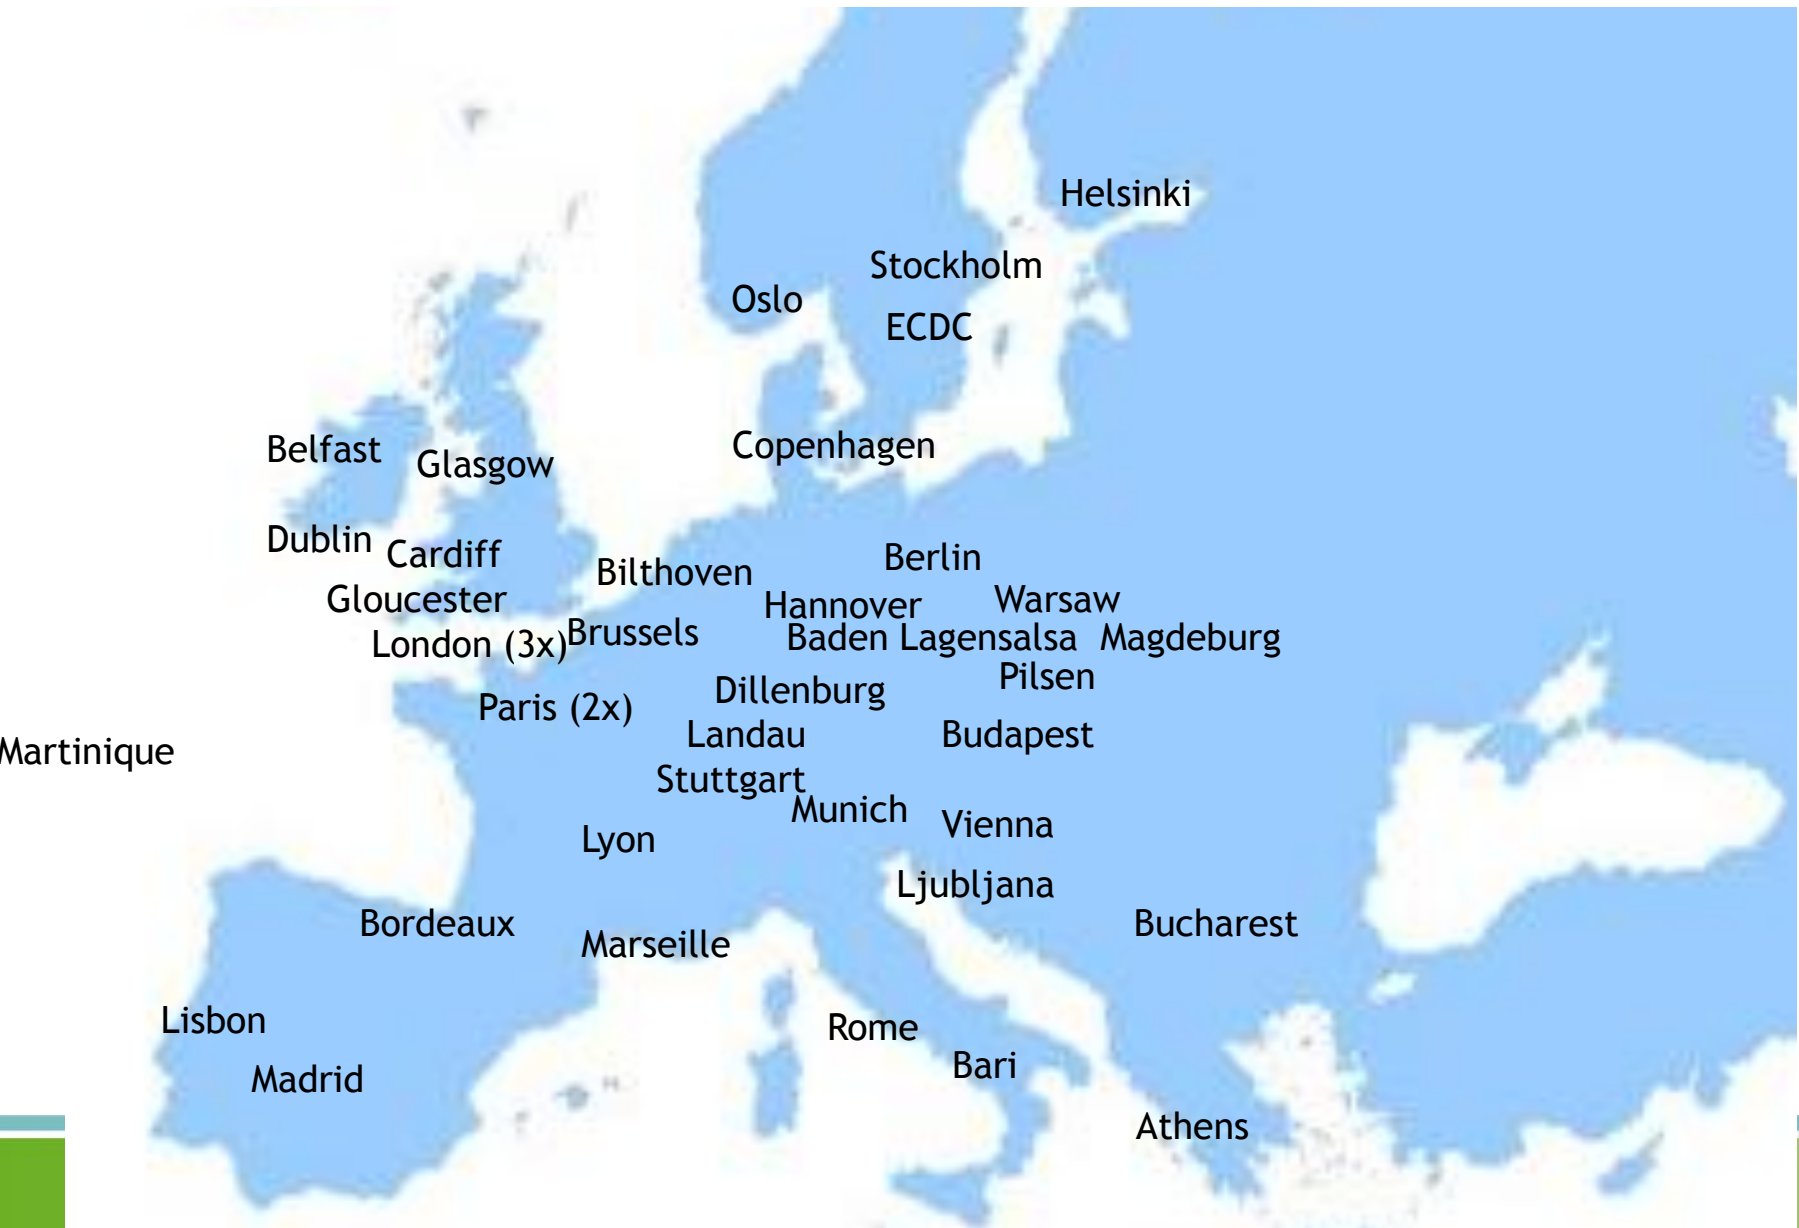 Helsinki
Stockholm
Oslo
ECDC
Belfast
Glasgow
Copenhagen
Dublin
Cardiff
Bilthoven
Berlin
Gloucester
Hannover
Warsaw
London (3x)
Brussels
Baden Lagensalsa
Magdeburg
Pilsen
Dillenburg
Paris (2x)
Landau
Budapest
Martinique
Stuttgart
Munich
Vienna
Lyon
Ljubljana
Bordeaux
Marseille
Bucharest
Lisbon
Rome
Bari
Madrid
Athens